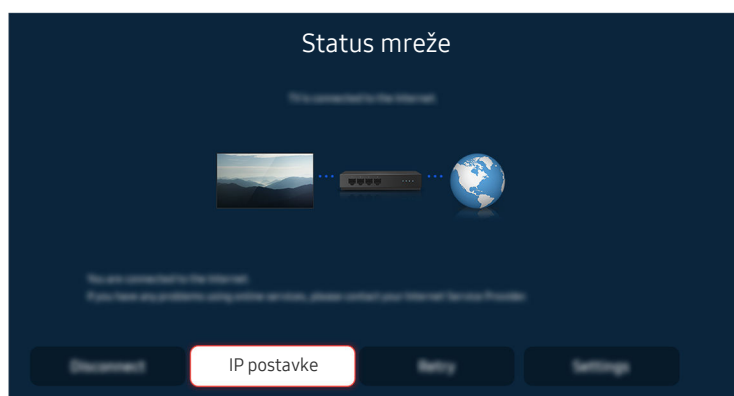 Status mreže
TV is connected to the Internet.
You are connected to the Internet.
If you have any problems using online services, please contact your Internet Service Provider.
Disconnect
IP postavke
Retry
Settings